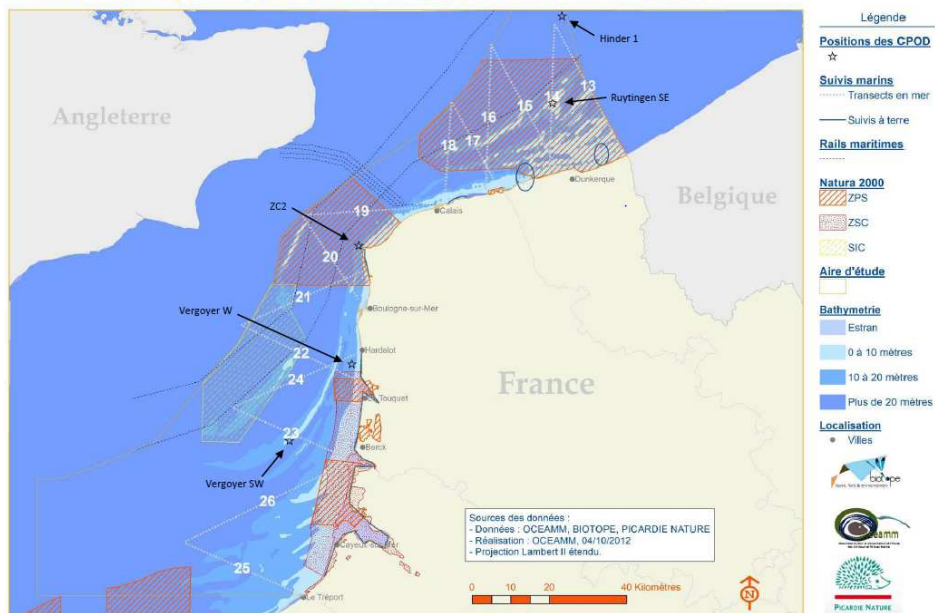 Hinder 1
Angleterre
13
14
Ruytingen SE
15
16
17
18
Dunkerque
Belgique
ZC2
19
Calais
20
21
Boulogne-sur-Mer
Vergoyer W
Hardelot
22
France
24
Touquet
23
Berck
Vergoyer SW
26
Sources des données :
- Données : OCEAMM, BIOTOPE, PICARDIE NATURE
- Réalisation : OCEAMM, 04/10/2012
- Projection Lambert II étendu.
25
Le Tréport
0 10 20 40 Kilomètres
N
Légende
Positions des CPOD
Suivis marins
Transects en mer
Suivis à terre
Rails maritimes
Natura 2000
ZPS
ZSC
SIC
Aire d'étude
Bathymetrie
Estran
0 à 10 mètres
10 à 20 mètres
Plus de 20 mètres
Localisation
Villes
biotope
PICARDIE NATURE